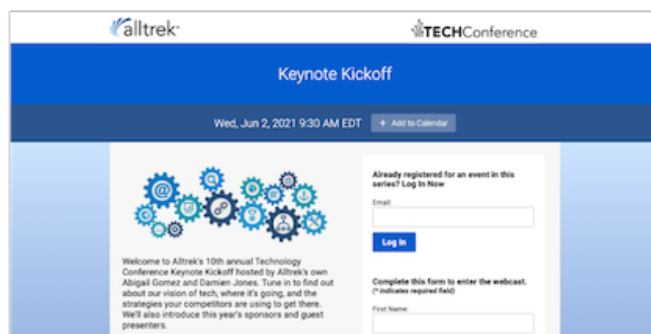 alltrek
TECHConference
Keynote Kickoff
Wed, Jun 2, 2021 9:30 AM EDT
+ Add to Calendar
Welcome to Alltrek's 10th annual Technology
Conference Keynote Kickoff hosted by Alltrek's own
Abigail Gomez and Damien Jones. Tune in to find out
about our vision of tech, where it's going, and the
strategies your competitors are using to get there.
We'll also introduce this year's sponsors and guest
presenters.
Already registered for an event in this
series? Log In Now
Email:
Log In
Complete this form to enter the webcast.
(* Indicates required field)
First Name: